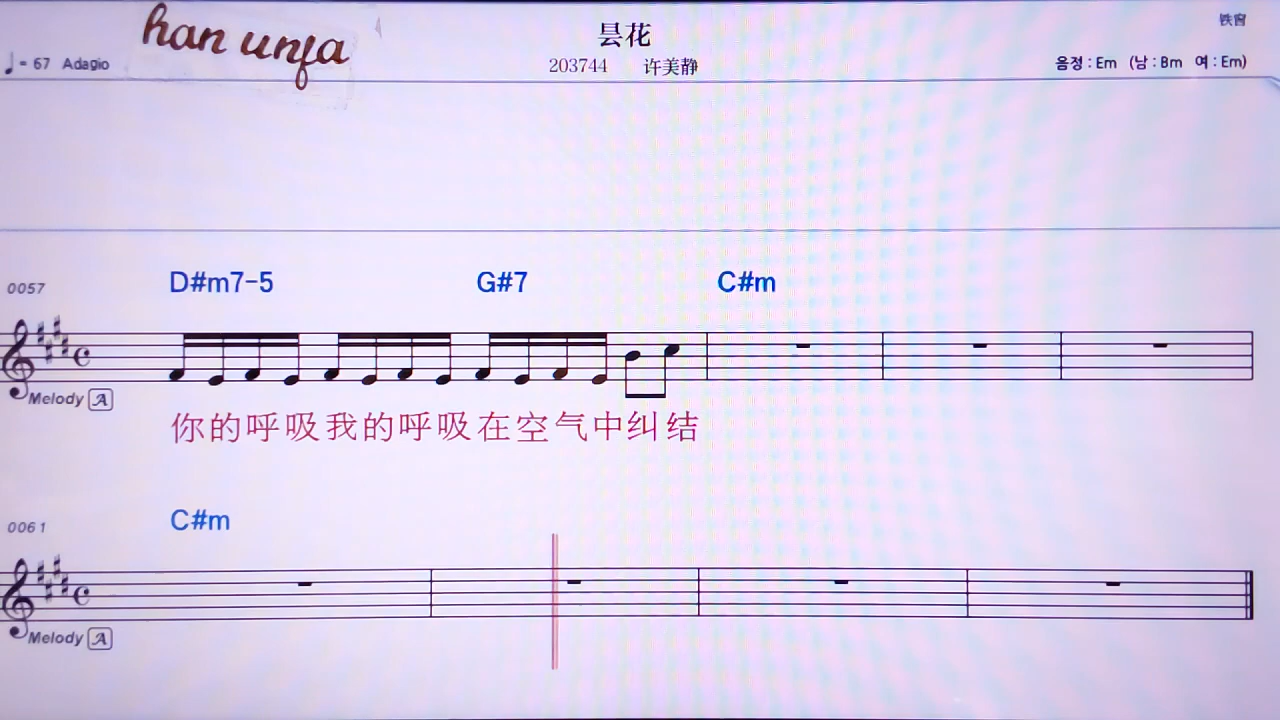 han unfa
昙花
铁窗
♩= 67 Adagio
203744 许美静
음정 : Em (남 : Bm 여 : Em)
0057
D#m7-5 G#7 C#m
Melody A
你的呼吸我的呼吸在空气中纠结
0061
C#m
Melody A